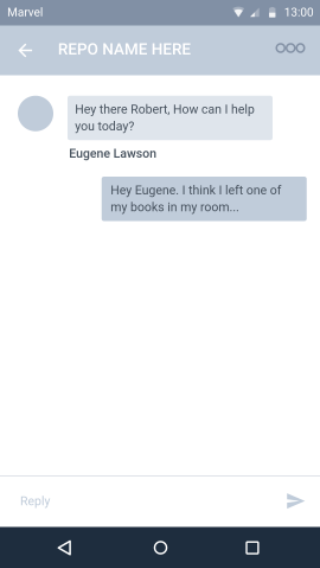 Marvel 13:00
REPO NAME HERE
Hey there Robert, How can I help
you today?
Eugene Lawson
Hey Eugene. I think I left one of
my books in my room...
Reply